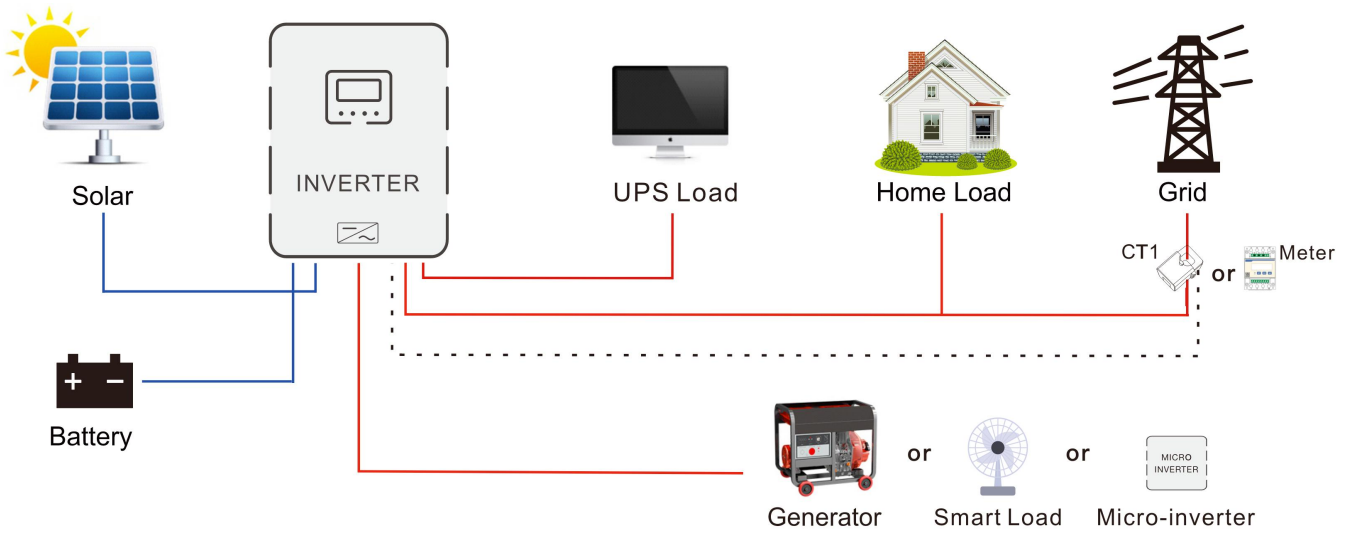 INVERTER
Solar
UPS Load
Home Load
Grid
CT1
or
Meter
+ −
Battery
or
or
MICRO
INVERTER
Generator
Smart Load
Micro-inverter